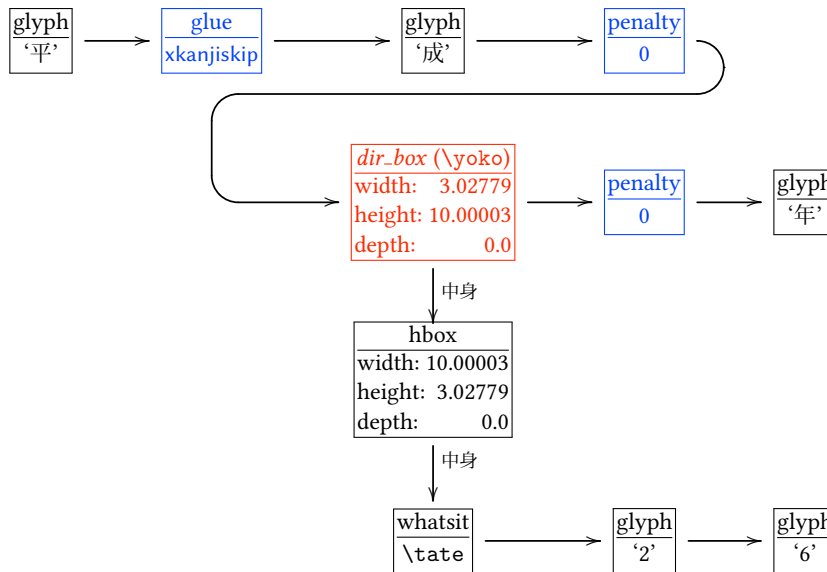 glyph
‘平’
glue
xkanjiskip
glyph
‘成’
penalty
0
dir_box (\yoko)
width: 3.02779
height: 10.00003
depth: 0.0
penalty
0
glyph
‘年’
中身
hbox
width: 10.00003
height: 3.02779
depth: 0.0
中身
whatsit
\tate
glyph
‘2’
glyph
‘6’